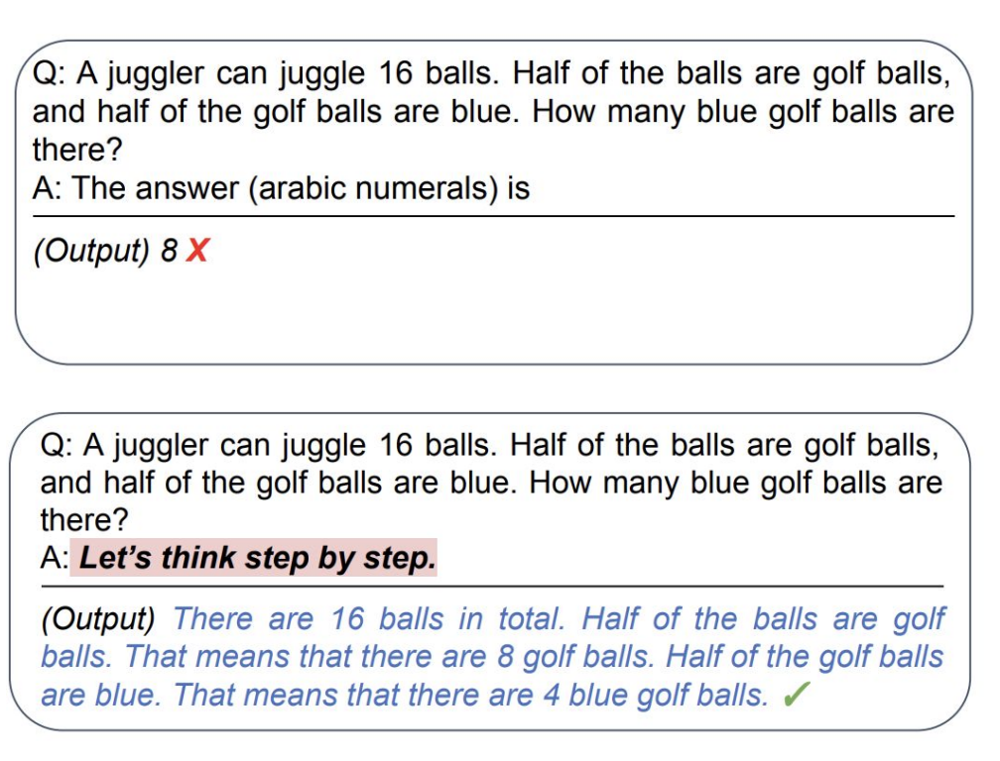 Q: A juggler can juggle 16 balls. Half of the balls are golf balls,
and half of the golf balls are blue. How many blue golf balls are
there?
A: The answer (arabic numerals) is
(Output) 8 X
Q: A juggler can juggle 16 balls. Half of the balls are golf balls,
and half of the golf balls are blue. How many blue golf balls are
there?
A: Let’s think step by step.
(Output) There are 16 balls in total. Half of the balls are golf
balls. That means that there are 8 golf balls. Half of the golf balls
are blue. That means that there are 4 blue golf balls. ✓